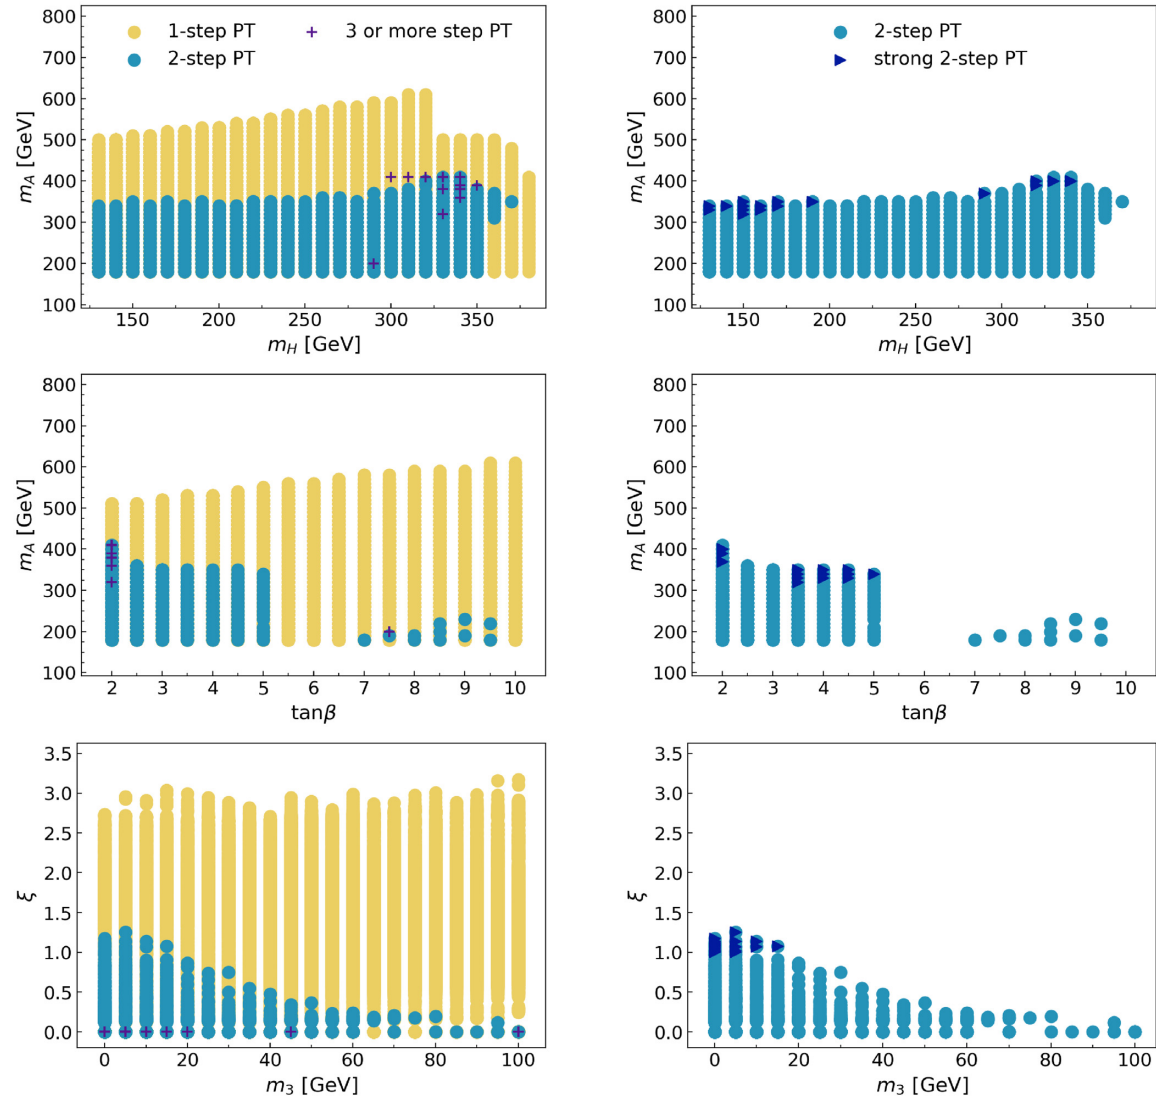 1-step PT
2-step PT
3 or more step PT
800
700
600
500
400
300
200
100
m_A [GeV]
150 200 250 300 350
m_H [GeV]
2-step PT
strong 2-step PT
800
700
600
500
400
300
200
100
m_A [GeV]
150 200 250 300 350
m_H [GeV]
800
700
600
500
400
300
200
100
m_A [GeV]
2 3 4 5 6 7 8 9 10
tanβ
800
700
600
500
400
300
200
100
m_A [GeV]
2 3 4 5 6 7 8 9 10
tanβ
3.5
3.0
2.5
2.0
1.5
1.0
0.5
0.0
ξ
0 20 40 60 80 100
m_3 [GeV]
3.5
3.0
2.5
2.0
1.5
1.0
0.5
0.0
ξ
0 20 40 60 80 100
m_3 [GeV]